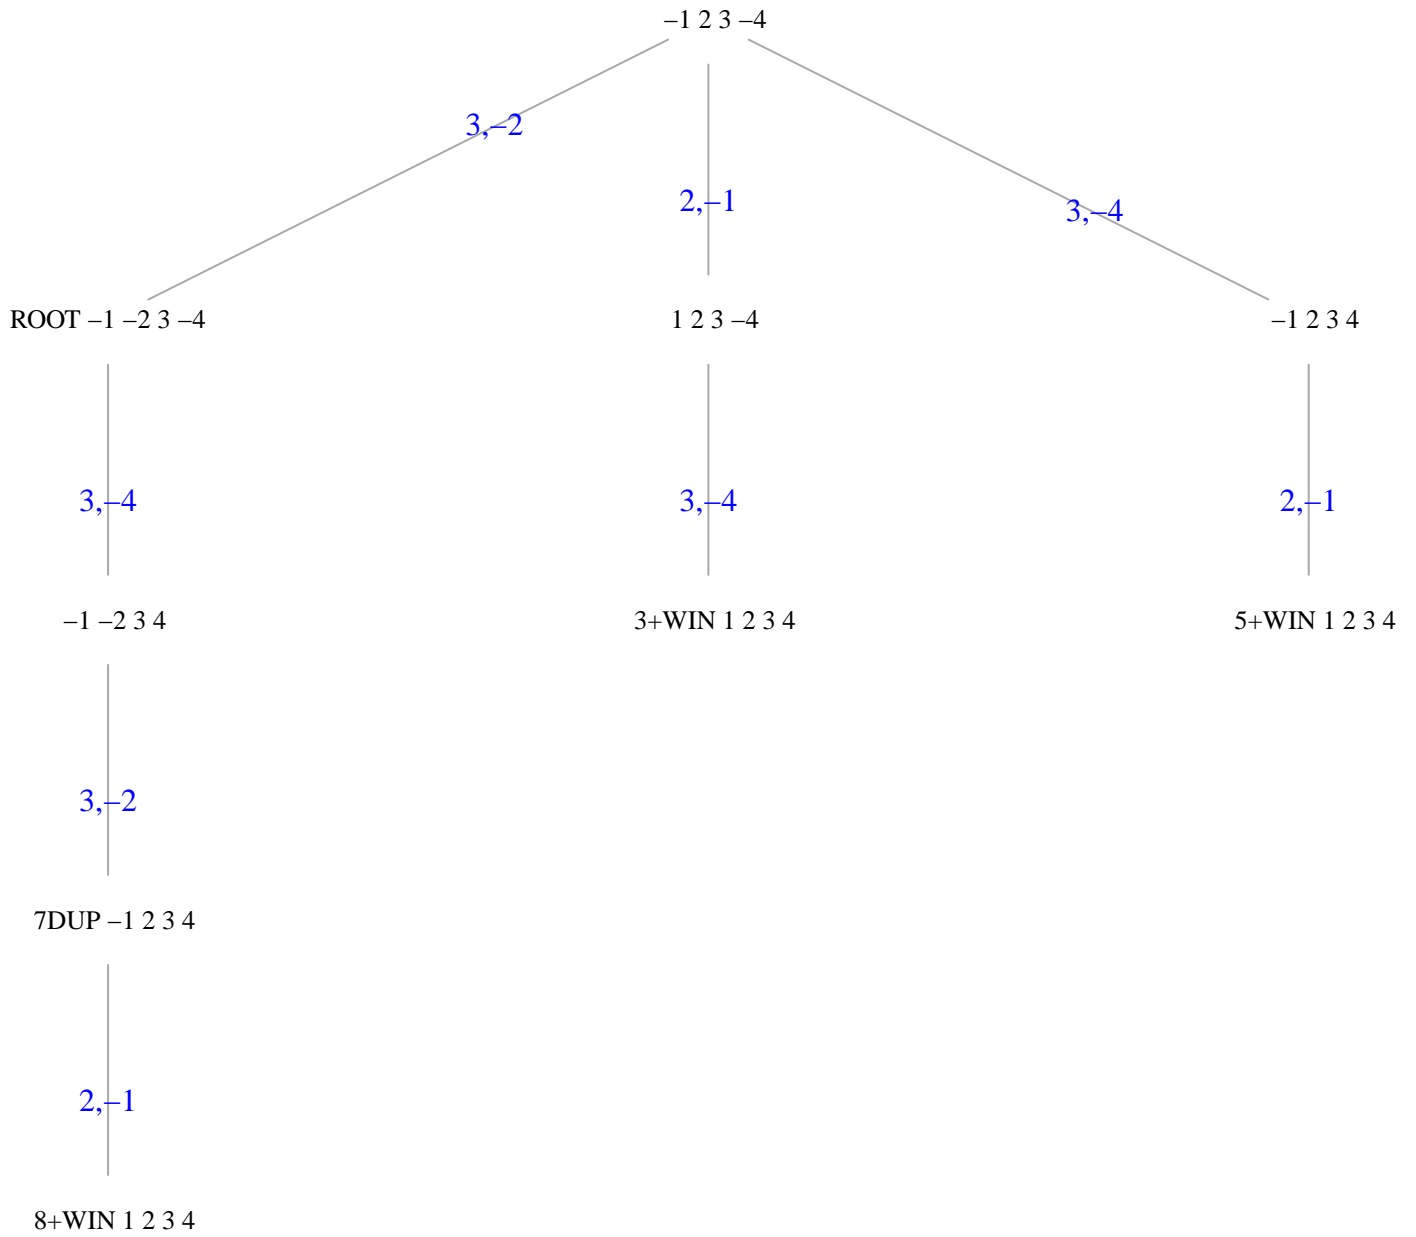 –1 2 3 –4
3,–2
2,–1
3,–4
ROOT –1 –2 3 –4
1 2 3 –4
–1 2 3 4
3,–4
3,–4
2,–1
–1 –2 3 4
3+WIN 1 2 3 4
5+WIN 1 2 3 4
3,–2
7DUP –1 2 3 4
2,–1
8+WIN 1 2 3 4